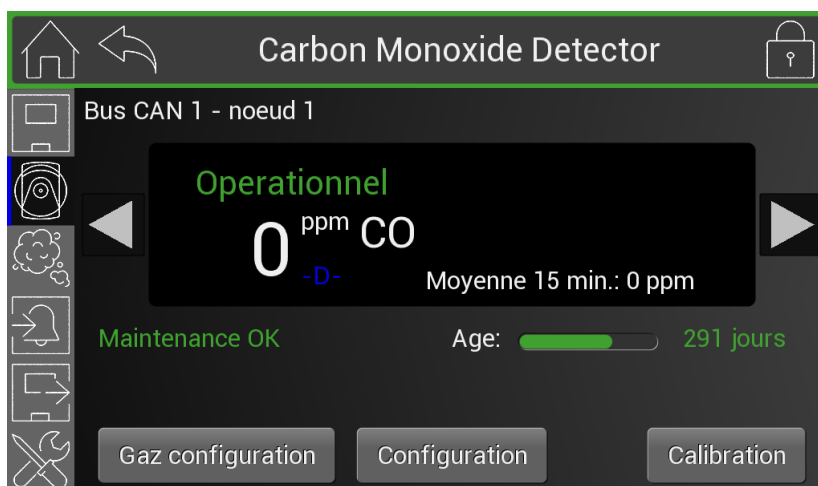 Carbon Monoxide Detector
Bus CAN 1 - noeud 1
Operationnel
0 ppm CO
-D-
Moyenne 15 min.: 0 ppm
Maintenance OK
Age:
291 jours
Gaz configuration
Configuration
Calibration